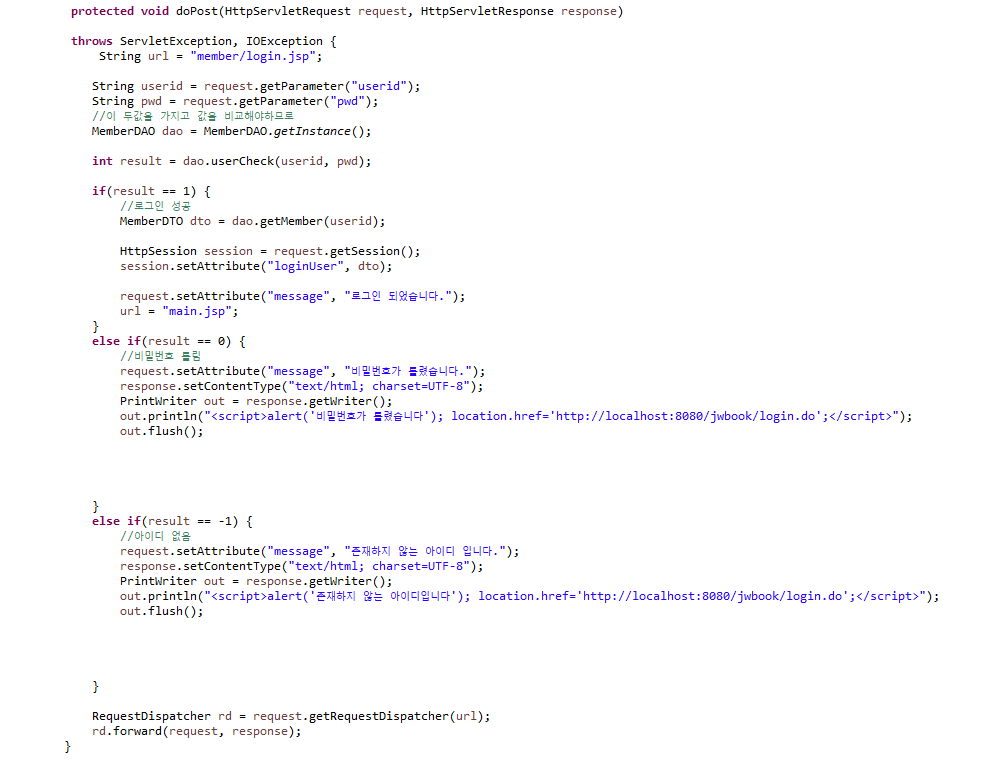 protected void doPost(HttpServletRequest request, HttpServletResponse response)
throws ServletException, IOException {
String url = "member/login.jsp";
String userid = request.getParameter("userid");
String pwd = request.getParameter("pwd");
//이 두값을 가지고 값을 비교해야하므로
MemberDAO dao = MemberDAO.getInstance();
int result = dao.userCheck(userid, pwd);
if(result == 1) {
//로그인 성공
MemberDTO dto = dao.getMember(userid);
HttpSession session = request.getSession();
session.setAttribute("loginUser", dto);
request.setAttribute("message", "로그인 되었습니다.");
url = "main.jsp";
}
else if(result == 0) {
//비밀번호 틀림
request.setAttribute("message", "비밀번호가 틀렸습니다.");
response.setContentType("text/html; charset=UTF-8");
PrintWriter out = response.getWriter();
out.println("<script>alert('비밀번호가 틀렸습니다'); location.href='http://localhost:8080/jwbook/login.do';</script>");
out.flush();
}
else if(result == -1) {
//아이디 없음
request.setAttribute("message", "존재하지 않는 아이디 입니다.");
response.setContentType("text/html; charset=UTF-8");
PrintWriter out = response.getWriter();
out.println("<script>alert('존재하지 않는 아이디입니다'); location.href='http://localhost:8080/jwbook/login.do';</script>");
out.flush();
}
RequestDispatcher rd = request.getRequestDispatcher(url);
rd.forward(request, response);
}